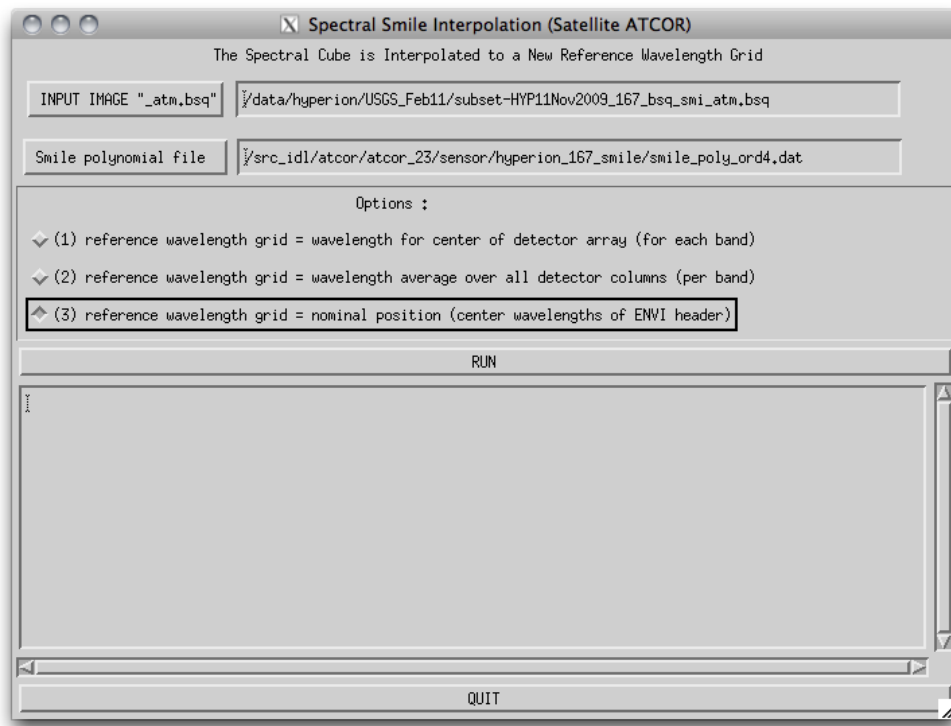 X Spectral Smile Interpolation (Satellite ATCOR)
The Spectral Cube is Interpolated to a New Reference Wavelength Grid
INPUT IMAGE "_atm.bsq" /data/hyperion/USGS_Feb11/subset-HYP11Nov2009_167_bsq_smi_atm.bsq
Smile polynomial file /src_idl/atcor/atcor_23/sensor/hyperion_167_smile/smile_poly_ord4.dat
Options :
(1) reference wavelength grid = wavelength for center of detector array (for each band)
(2) reference wavelength grid = wavelength average over all detector columns (per band)
(3) reference wavelength grid = nominal position (center wavelengths of ENVI header)
RUN
QUIT